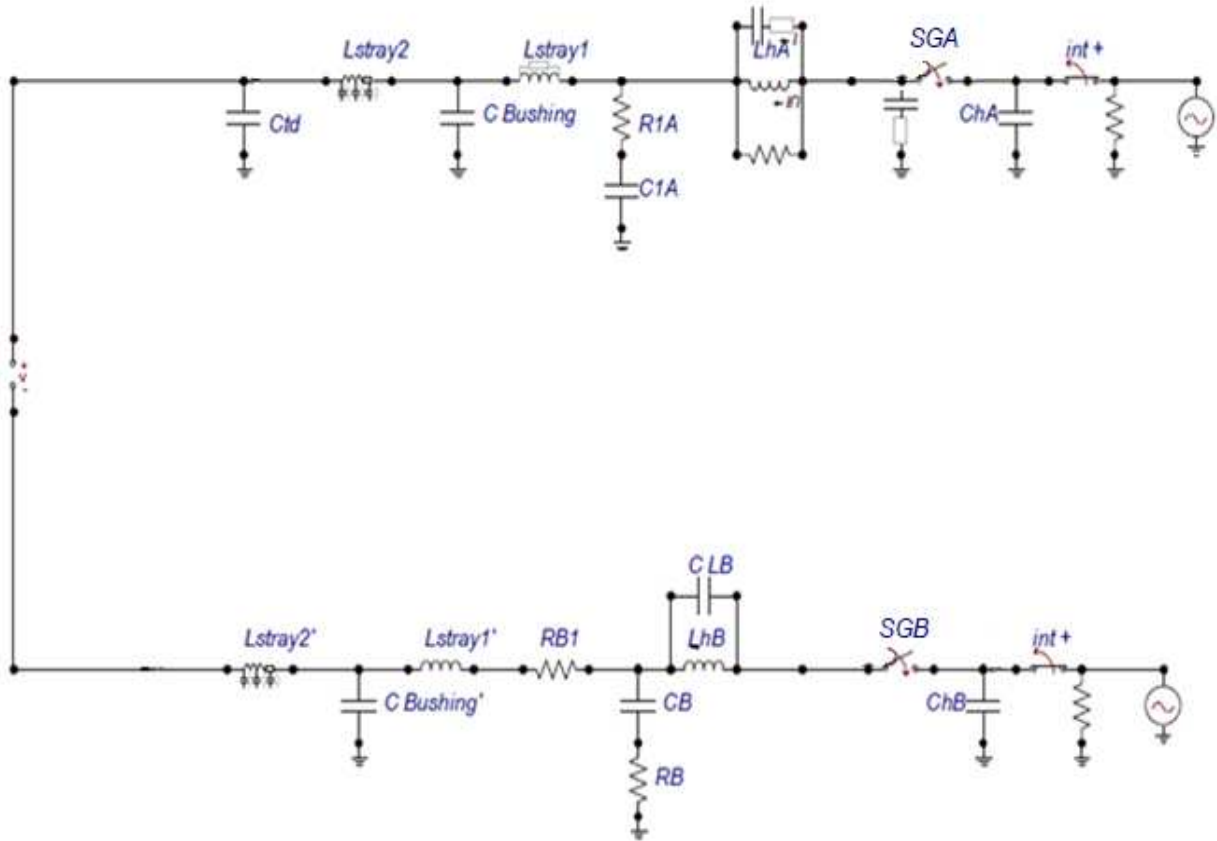 Lstray2
Lstray1
LhA
SGA
int +
Ctd
C Bushing
R1A
C1A
ChA
C LB
Lstray2'
Lstray1'
RB1
LhB
SGB
int +
C Bushing'
CB
RB
ChB